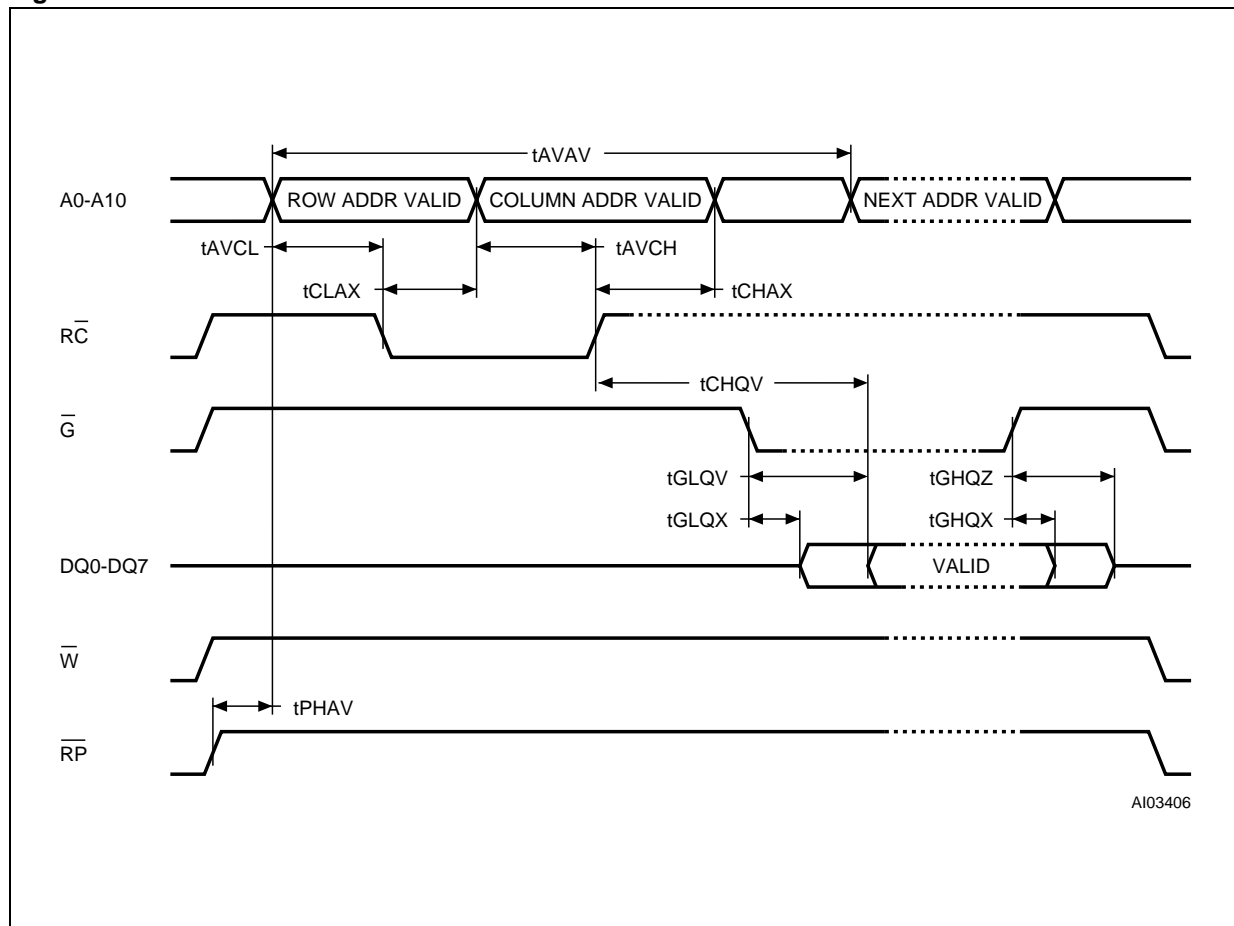 tAVAV
A0-A10 ROW ADDR VALID COLUMN ADDR VALID NEXT ADDR VALID
tAVCL tAVCH
tCLAX tCHAX
RC̅
tCHQV
G̅
tGLQV tGHQZ
tGLQX tGHQX
DQ0-DQ7 VALID
W̅
tPHAV
R̅P̅
AI03406